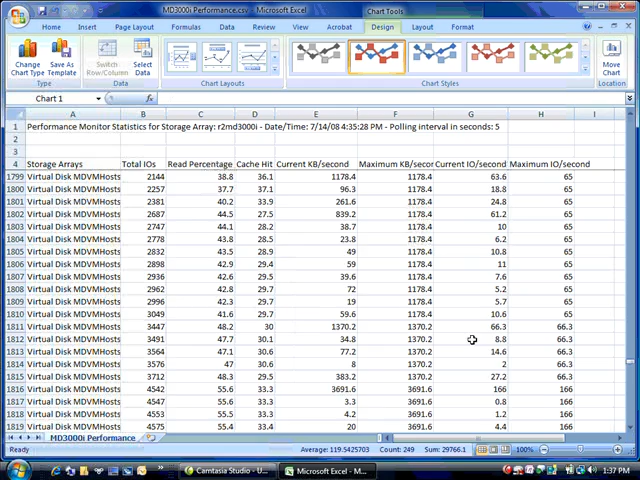 MD3000i Performance.csv - Microsoft Excel
Chart Tools
Home Insert Page Layout Formulas Data Review View Acrobat Design Layout Format
Change Chart Type Save As Template Switch Row/Column Select Data Move Chart
Type Data Chart Layouts Chart Styles Location
Chart 1 fx
A B C D E F G H I
1 Performance Monitor Statistics for Storage Array: r2md3000i - Date/Time: 7/14/08 4:35:28 PM - Polling interval in seconds: 5
2
3
4 Storage Arrays Total IOs Read Percentage Cache Hit Current KB/second Maximum KB/secor Current IO/second Maximum IO/second
1799 Virtual Disk MDVMHosts 2144 38.8 36.1 1178.4 1178.4 63.6 65
1800 Virtual Disk MDVMHosts 2257 37.7 37.1 96.3 1178.4 18.8 65
1801 Virtual Disk MDVMHosts 2381 40.2 33.9 261.6 1178.4 24.8 65
1802 Virtual Disk MDVMHosts 2687 44.5 27.5 839.2 1178.4 61.2 65
1803 Virtual Disk MDVMHosts 2747 44.1 28.2 38.7 1178.4 10 65
1804 Virtual Disk MDVMHosts 2778 43.8 28.5 23.8 1178.4 6.2 65
1805 Virtual Disk MDVMHosts 2832 43.5 28.9 49 1178.4 10.8 65
1806 Virtual Disk MDVMHosts 2898 42.9 29.4 59 1178.4 11 65
1807 Virtual Disk MDVMHosts 2936 42.6 29.5 39.6 1178.4 7.6 65
1808 Virtual Disk MDVMHosts 2962 42.8 29.2 72 1178.4 5.2 65
1809 Virtual Disk MDVMHosts 2996 42.3 29.7 19 1178.4 5.7 65
1810 Virtual Disk MDVMHosts 3049 41.6 29.7 59.6 1178.4 10.6 65
1811 Virtual Disk MDVMHosts 3447 48.2 30 1370.2 1370.2 66.3 66.3
1812 Virtual Disk MDVMHosts 3491 47.7 30.1 34.8 1370.2 8.8 66.3
1813 Virtual Disk MDVMHosts 3564 47.1 30.6 77.2 1370.2 14.6 66.3
1814 Virtual Disk MDVMHosts 3576 47 30.6 8 1370.2 2 66.3
1815 Virtual Disk MDVMHosts 3712 48.3 29.5 383.2 1370.2 27.2 66.3
1816 Virtual Disk MDVMHosts 4542 55.6 33.3 3691.6 3691.6 166 166
1817 Virtual Disk MDVMHosts 4547 55.6 33.3 3.3 3691.6 0.8 166
1818 Virtual Disk MDVMHosts 4553 55.5 33.3 4.2 3691.6 1.2 166
1819 Virtual Disk MDVMHosts 4575 55.4 33.4 20 3691.6 4.4 166
MD3000i Performance
Ready Average: 119.5425703 Count: 249 Sum: 29766.1 100%
Camtasia Studio - U... Microsoft Excel - MD... 1:37 PM